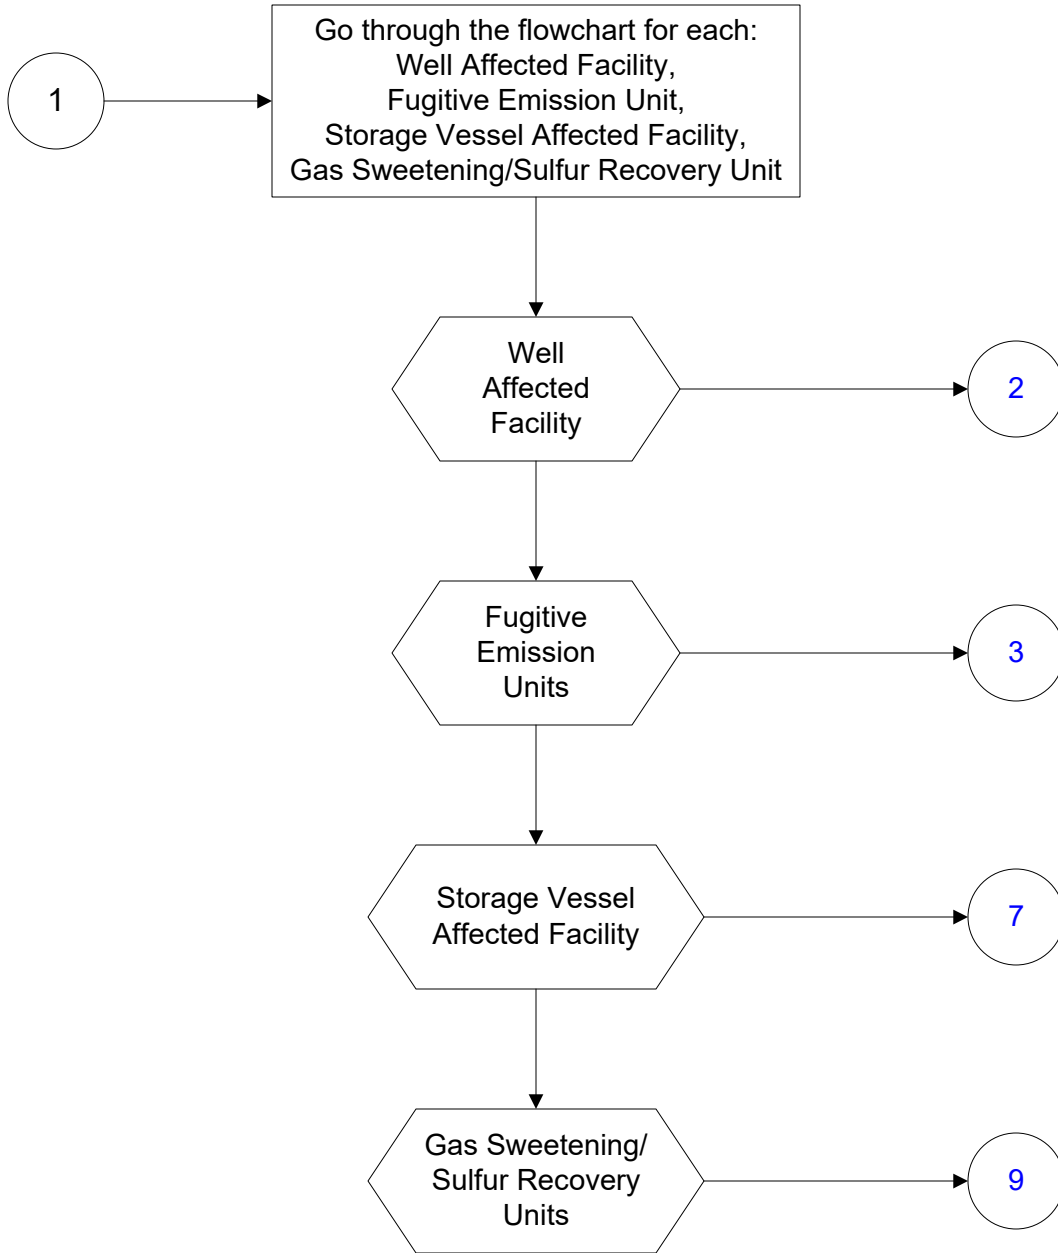 1
Go through the flowchart for each:
Well Affected Facility,
Fugitive Emission Unit,
Storage Vessel Affected Facility,
Gas Sweetening/Sulfur Recovery Unit
Well
Affected
Facility
2
Fugitive
Emission
Units
3
Storage Vessel
Affected Facility
7
Gas Sweetening/
Sulfur Recovery
Units
9